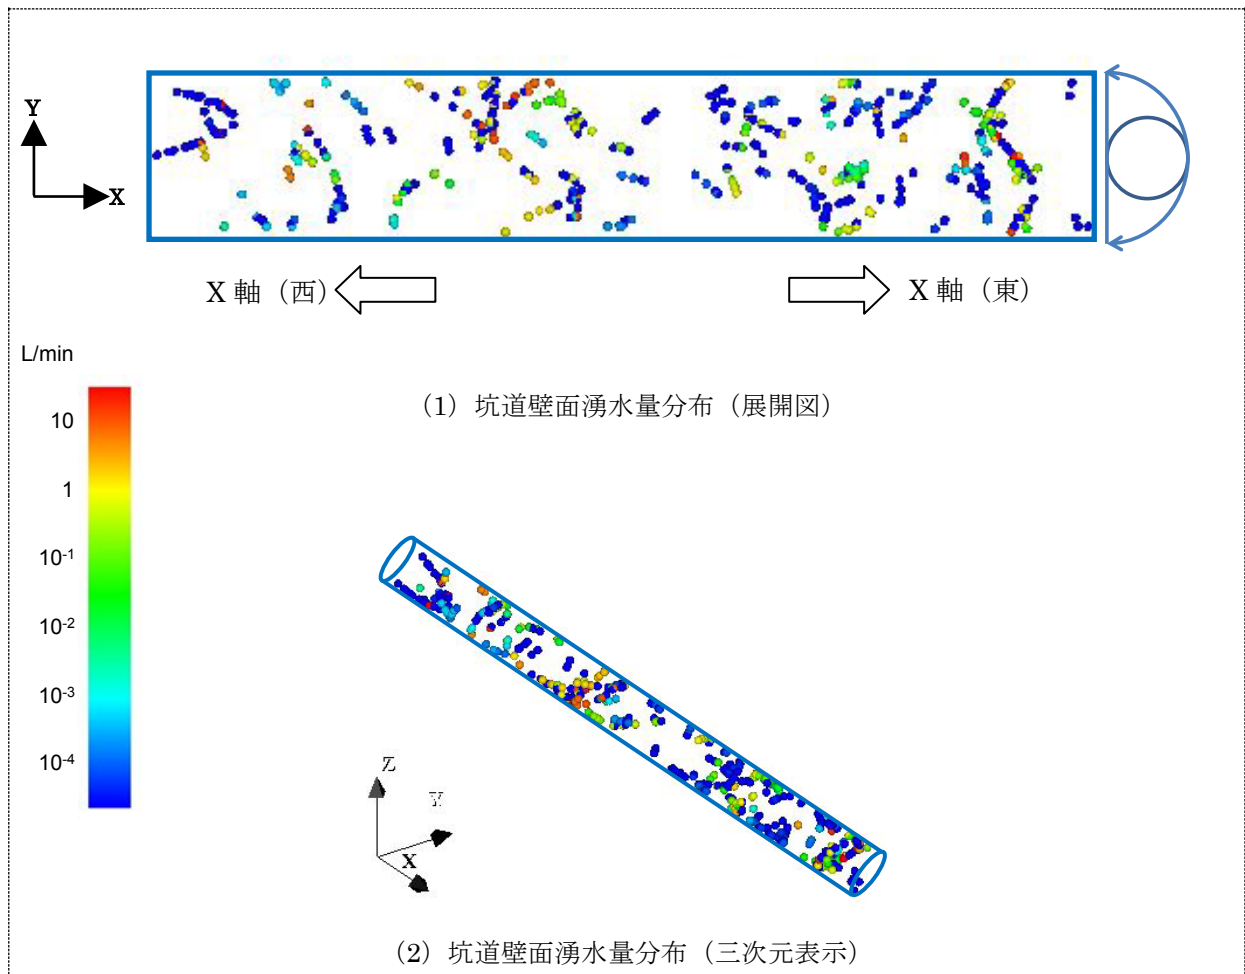 Y
X
X 軸（西）
X 軸（東）
L/min
（1）坑道壁面湧水量分布（展開図）
10
1
10-1
10-2
10-3
10-4
Z
Y
X
（2）坑道壁面湧水量分布（三次元表示）